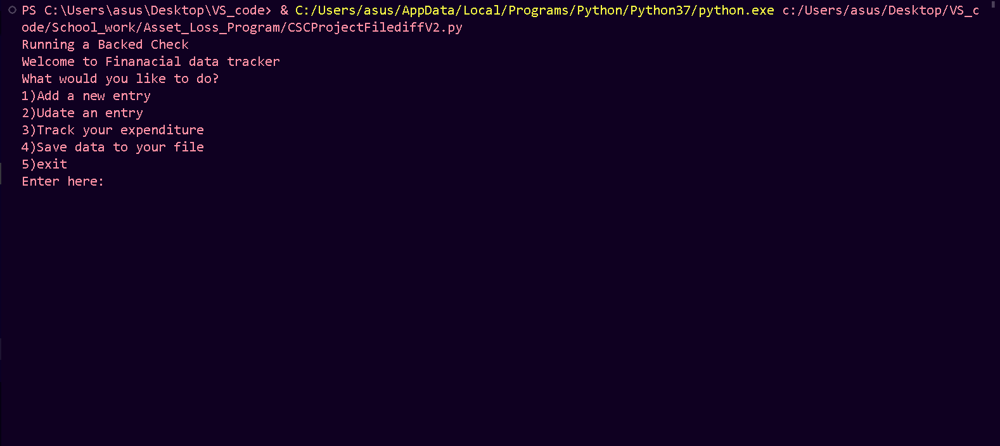 PS C:\Users\asus\Desktop\VS_code> & C:/Users/asus/AppData/Local/Programs/Python/Python37/python.exe c:/Users/asus/Desktop/VS_c
ode/School_work/Asset_Loss_Program/CSCProjectFilediffV2.py
Running a Backed Check
Welcome to Finanacial data tracker
What would you like to do?
1)Add a new entry
2)Udate an entry
3)Track your expenditure
4)Save data to your file
5)exit
Enter here: